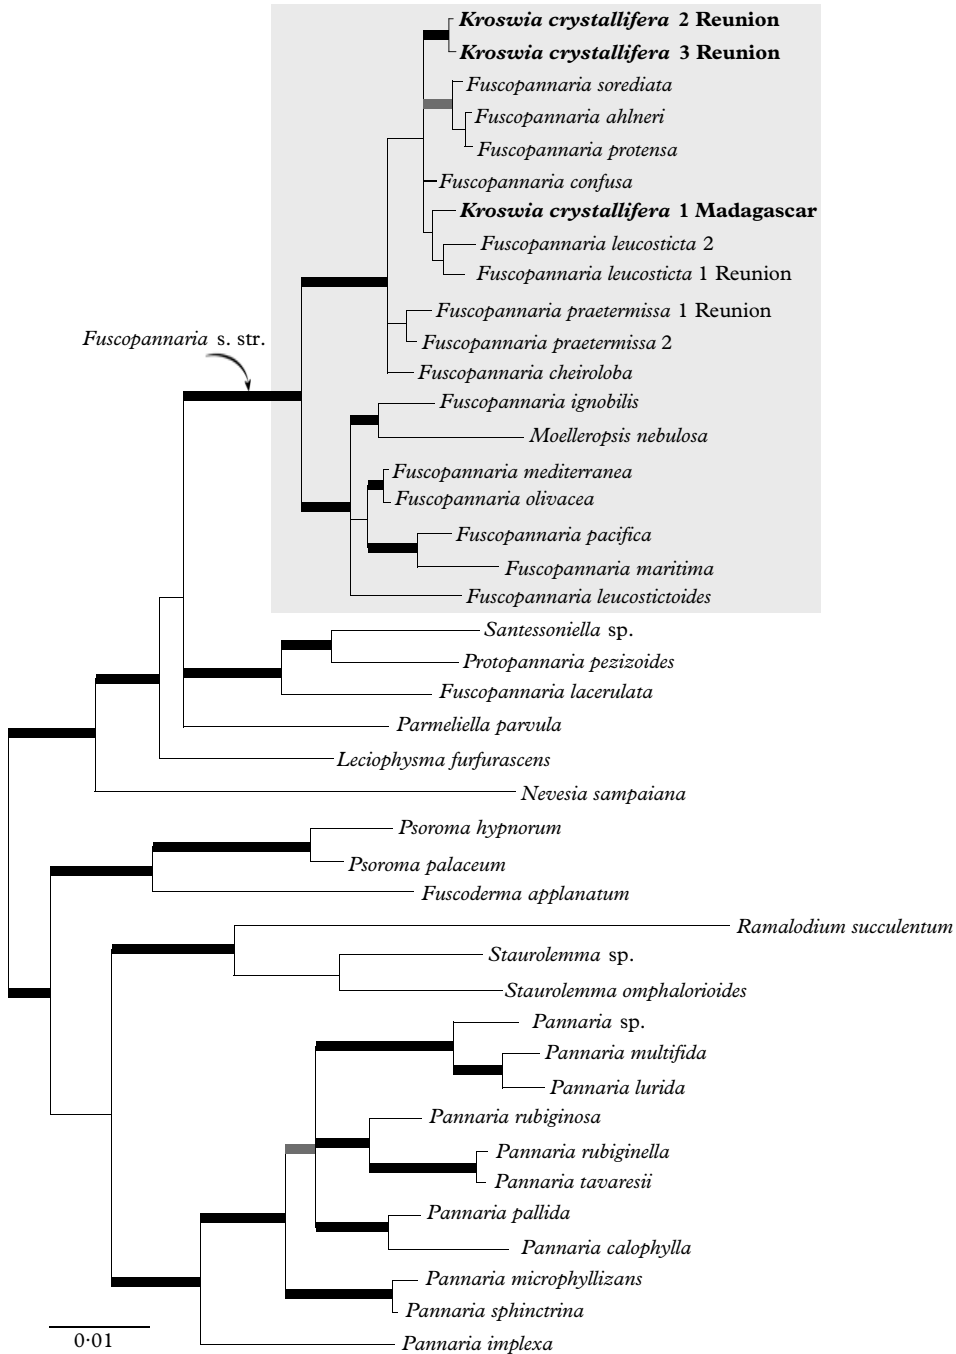 Kroswia crystallifera 2 Reunion
Kroswia crystallifera 3 Reunion
Fuscopannaria sorediata
Fuscopannaria ahlneri
Fuscopannaria protensa
Fuscopannaria confusa
Kroswia crystallifera 1 Madagascar
Fuscopannaria leucosticta 2
Fuscopannaria leucosticta 1 Reunion
Fuscopannaria praetermissa 1 Reunion
Fuscopannaria s. str.
Fuscopannaria praetermissa 2
Fuscopannaria cheiroloba
Fuscopannaria ignobilis
Moelleropsis nebulosa
Fuscopannaria mediterranea
Fuscopannaria olivacea
Fuscopannaria pacifica
Fuscopannaria maritima
Fuscopannaria leucostictoides
Santessoniella sp.
Protopannaria pezizoides
Fuscopannaria lacerulata
Parmeliella parvula
Leciophysma furfurascens
Nevesia sampaiana
Psoroma hypnorum
Psoroma palaceum
Fuscoderma applanatum
Ramalodium succulentum
Staurolemma sp.
Staurolemma omphalorioides
Pannaria sp.
Pannaria multifida
Pannaria lurida
Pannaria rubiginosa
Pannaria rubiginella
Pannaria tavaresii
Pannaria pallida
Pannaria calophylla
Pannaria microphyllizans
Pannaria sphinctrina
Pannaria implexa
0·01